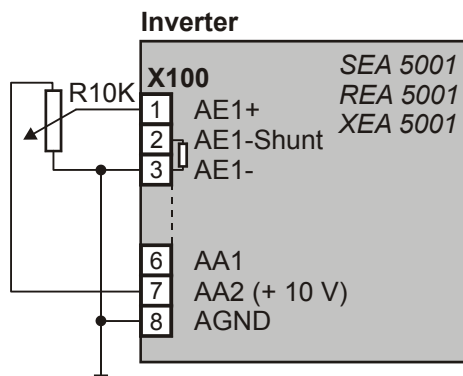 Inverter
SEA 5001
X100
R10K
REA 5001
1 AE1+
XEA 5001
2 AE1-Shunt
3 AE1-
6 AA1
7 AA2 (+ 10 V)
8 AGND